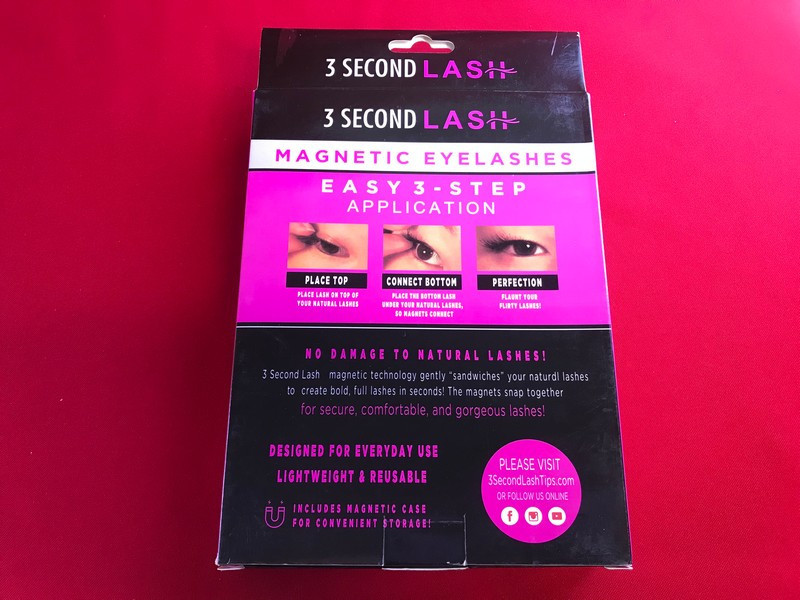 3 SECOND LASH
3 SECOND LASH
MAGNETIC EYELASHES
EASY 3-STEP
APPLICATION
PLACE TOP
PLACE LASH ON TOP OF
YOUR NATURAL LASHES
CONNECT BOTTOM
PLACE THE BOTTOM LASH
UNDER YOUR NATURAL LASHES,
SO MAGNETS CONNECT
PERFECTION
FLAUNT YOUR
FLIRTY LASHES!
NO DAMAGE TO NATURAL LASHES!
3 Second Lash magnetic technology gently "sandwiches" your naturdl lashes
to create bold, full lashes in seconds! The magnets snap together
for secure, comfortable, and gorgeous lashes!
DESIGNED FOR EVERYDAY USE
LIGHTWEIGHT & REUSABLE
INCLUDES MAGNETIC CASE
FOR CONVENIENT STORAGE!
PLEASE VISIT
3SecondLashTips.com
OR FOLLOW US ONLINE